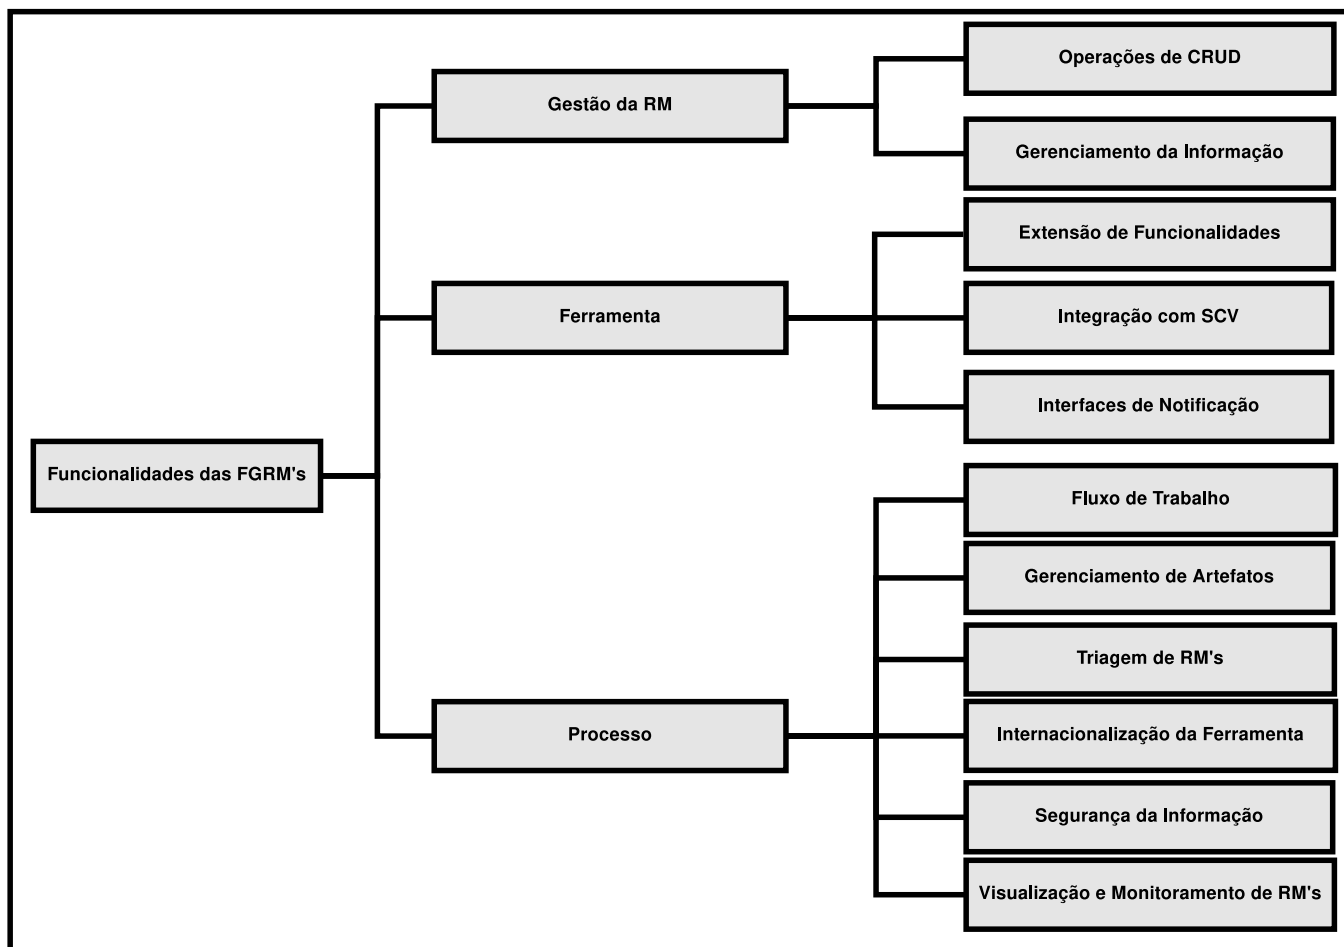 Funcionalidades das FGRM's
Gestão da RM
Operações de CRUD
Gerenciamento da Informação
Ferramenta
Extensão de Funcionalidades
Integração com SCV
Interfaces de Notificação
Processo
Fluxo de Trabalho
Gerenciamento de Artefatos
Triagem de RM's
Internacionalização da Ferramenta
Segurança da Informação
Visualização e Monitoramento de RM's